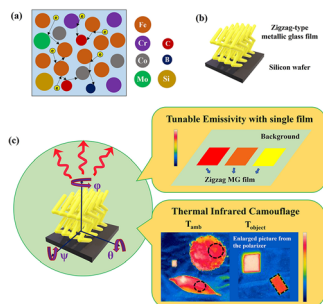 (a)
Fe
Cr
C
Co
B
Mo
Si
(b)
Zigzag-type
metallic glass film
Silicon wafer
(c)
φ
ψ
θ
Tunable Emissivity with single film
Background
Zigzag MG film
Thermal Infrared Camouflage
Tamb
Tobject
Enlarged picture from
the polarizer